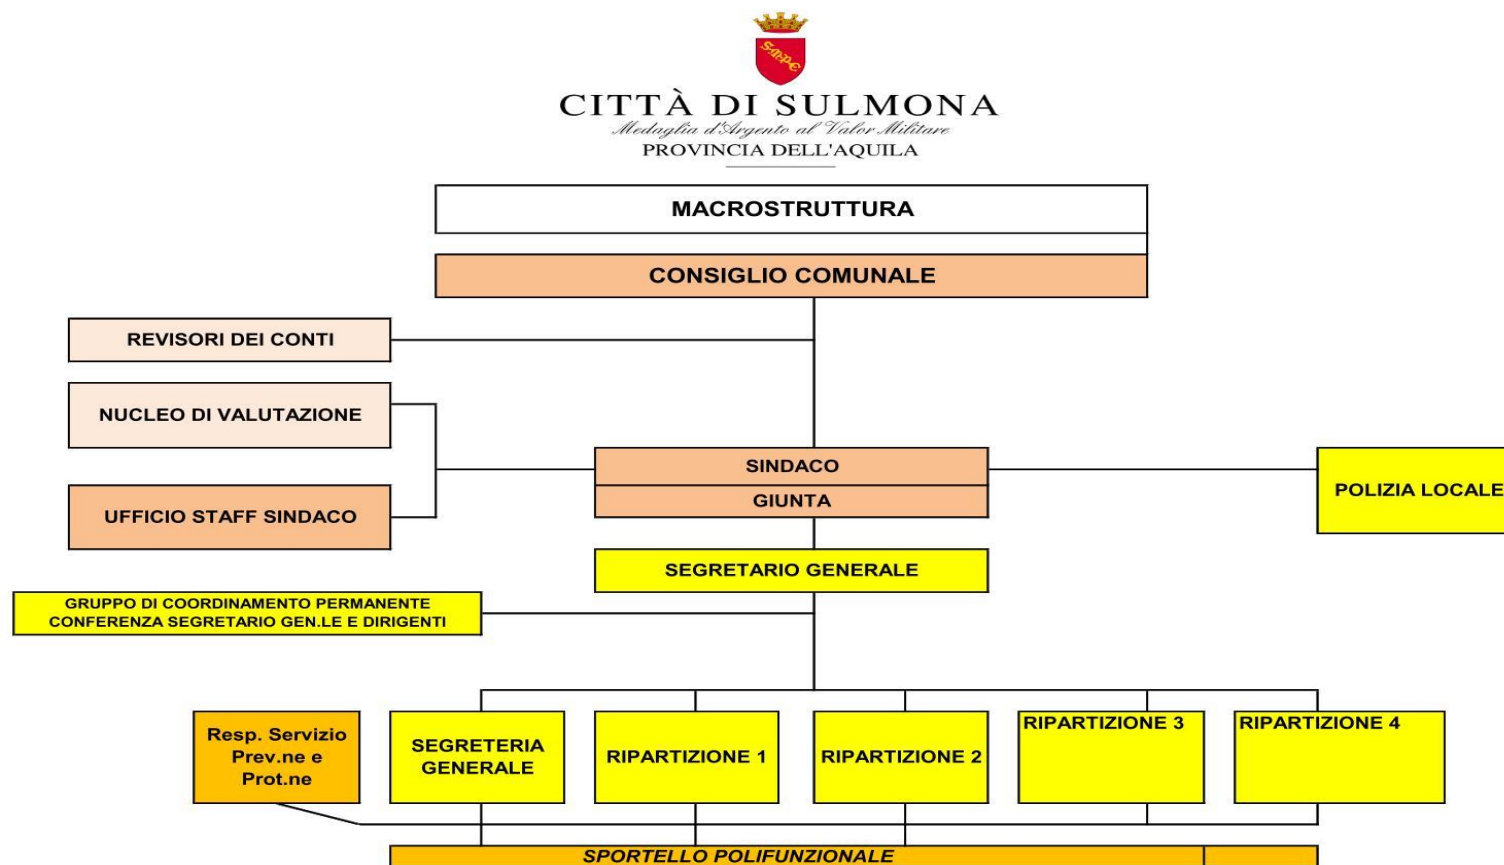 SMPE
CITTÀ DI SULMONA
Medaglia d'Argento al Valor Militare
PROVINCIA DELL'AQUILA
MACROSTRUTTURA
CONSIGLIO COMUNALE
REVISORI DEI CONTI
NUCLEO DI VALUTAZIONE
SINDACO
GIUNTA
POLIZIA LOCALE
UFFICIO STAFF SINDACO
SEGRETARIO GENERALE
GRUPPO DI COORDINAMENTO PERMANENTE
CONFERENZA SEGRETARIO GEN.LE E DIRIGENTI
Resp. Servizio
Prev.ne e
Prot.ne
SEGRETERIA
GENERALE
RIPARTIZIONE 1
RIPARTIZIONE 2
RIPARTIZIONE 3
RIPARTIZIONE 4
SPORTELLO POLIFUNZIONALE